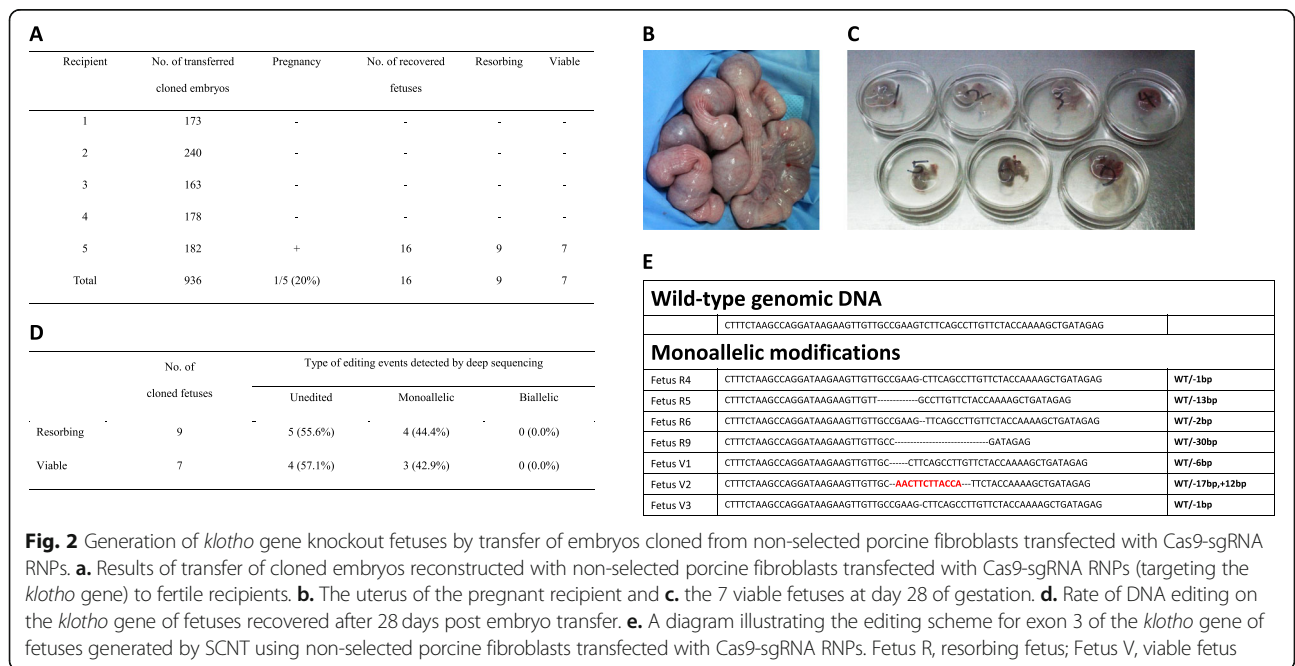 A
Recipient No. of transferred cloned embryos Pregnancy No. of recovered fetuses Resorbing Viable
1 173 - - - -
2 240 - - - -
3 163 - - - -
4 178 - - - -
5 182 + 16 9 7
Total 936 1/5 (20%) 16 9 7
B
C
1
2
3
5
D
No. of cloned fetuses Type of editing events detected by deep sequencing
Unedited Monoallelic Biallelic
Resorbing 9 5 (55.6%) 4 (44.4%) 0 (0.0%)
Viable 7 4 (57.1%) 3 (42.9%) 0 (0.0%)
E
Wild-type genomic DNA
CTTTCTAAGCCAGGATAAGAAGTTGTTGCCGAAGTCTTCAGCCTTGTTCTACCAAAAGCTGATAGAG
Monoallelic modifications
Fetus R4 CTTTCTAAGCCAGGATAAGAAGTTGTTGCCGAAG-CTTCAGCCTTGTTCTACCAAAAGCTGATAGAG WT/-1bp
Fetus R5 CTTTCTAAGCCAGGATAAGAAGTTGTT-------------GCCTTGTTCTACCAAAAGCTGATAGAG WT/-13bp
Fetus R6 CTTTCTAAGCCAGGATAAGAAGTTGTTGCCGAAG--TTCAGCCTTGTTCTACCAAAAGCTGATAGAG WT/-2bp
Fetus R9 CTTTCTAAGCCAGGATAAGAAGTTGTTGCC------------------------------GATAGAG WT/-30bp
Fetus V1 CTTTCTAAGCCAGGATAAGAAGTTGTTGC------CTTCAGCCTTGTTCTACCAAAAGCTGATAGAG WT/-6bp
Fetus V2 CTTTCTAAGCCAGGATAAGAAGTTGTTGC--AACTTCTTACCA---TTCTACCAAAAGCTGATAGAG WT/-17bp,+12bp
Fetus V3 CTTTCTAAGCCAGGATAAGAAGTTGTTGCCGAAG-CTTCAGCCTTGTTCTACCAAAAGCTGATAGAG WT/-1bp
Fig. 2 Generation of klotho gene knockout fetuses by transfer of embryos cloned from non-selected porcine fibroblasts transfected with Cas9-sgRNA
RNPs. a. Results of transfer of cloned embryos reconstructed with non-selected porcine fibroblasts transfected with Cas9-sgRNA RNPs (targeting the
klotho gene) to fertile recipients. b. The uterus of the pregnant recipient and c. the 7 viable fetuses at day 28 of gestation. d. Rate of DNA editing on
the klotho gene of fetuses recovered after 28 days post embryo transfer. e. A diagram illustrating the editing scheme for exon 3 of the klotho gene of
fetuses generated by SCNT using non-selected porcine fibroblasts transfected with Cas9-sgRNA RNPs. Fetus R, resorbing fetus; Fetus V, viable fetus